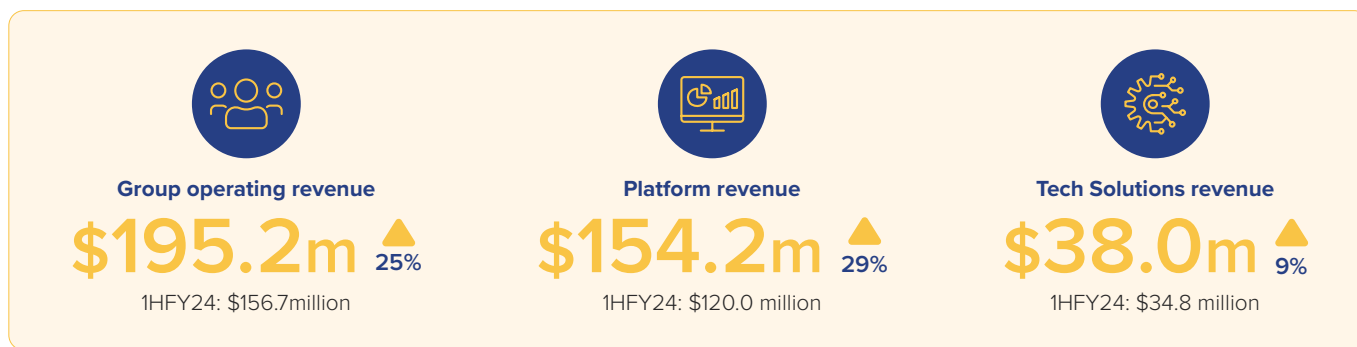 Group operating revenue
$195.2m
25%
1HFY24: $156.7million
Platform revenue
$154.2m
29%
1HFY24: $120.0 million
Tech Solutions revenue
$38.0m
9%
1HFY24: $34.8 million